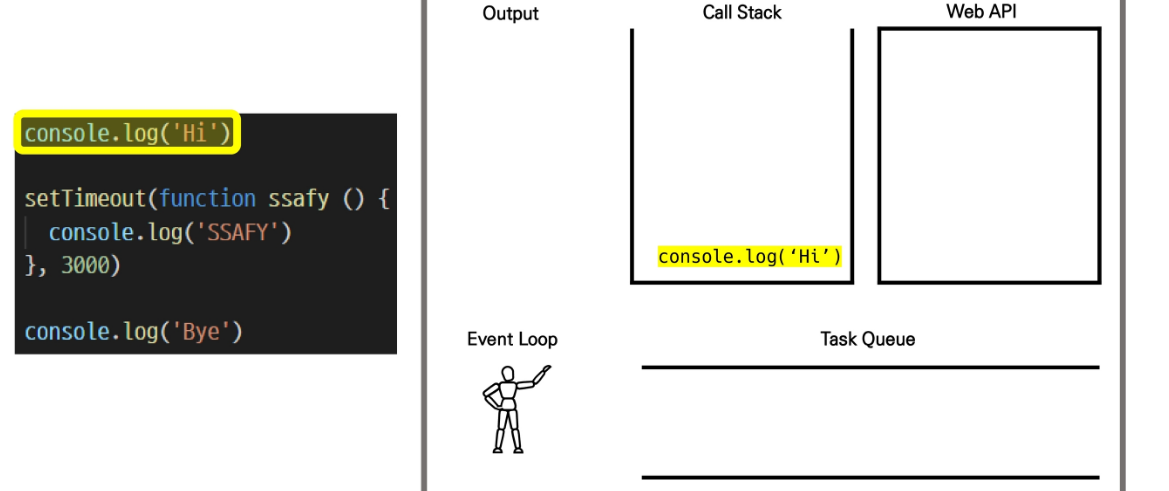 console.log('Hi')
setTimeout(function ssafy () {
console.log('SSAFY')
}, 3000)
console.log('Bye')
Output
Call Stack
Web API
console.log(‘Hi’)
Event Loop
Task Queue